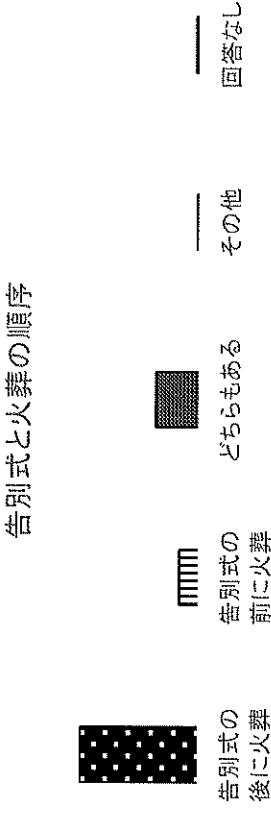 告別式と火葬の順序
告別式の
後に火葬
告別式の
前に火葬
どちらもある
その他
回答なし